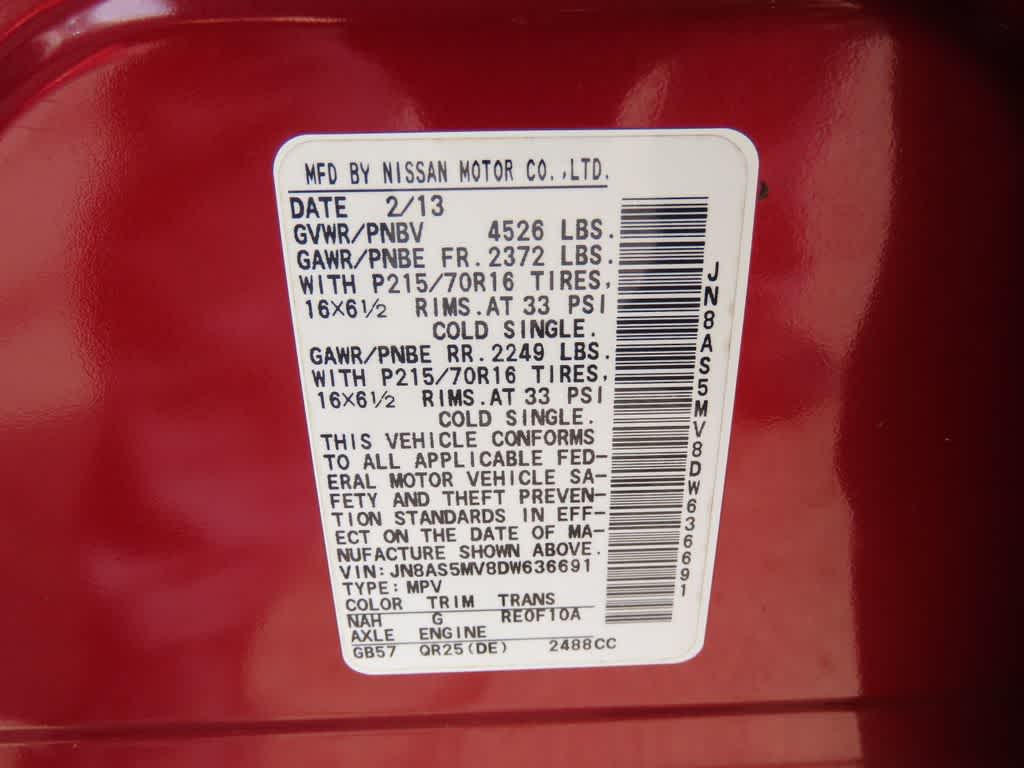 MFD BY NISSAN MOTOR CO.,LTD.
DATE 2/13
GVWR/PNBV 4526 LBS.
GAWR/PNBE FR. 2372 LBS.
WITH P215/70R16 TIRES,
16×6½ RIMS. AT 33 PSI
COLD SINGLE.
GAWR/PNBE RR. 2249 LBS.
WITH P215/70R16 TIRES,
16×6½ RIMS. AT 33 PSI
COLD SINGLE.
THIS VEHICLE CONFORMS
TO ALL APPLICABLE FED-
ERAL MOTOR VEHICLE SA-
FETY AND THEFT PREVEN-
TION STANDARDS IN EFF-
ECT ON THE DATE OF MA-
NUFACTURE SHOWN ABOVE.
VIN: JN8AS5MV8DW636691
TYPE: MPV
COLOR TRIM TRANS
NAH G RE0F10A
AXLE ENGINE
GB57 QR25(DE) 2488CC
JN8AS5MV8DW636691